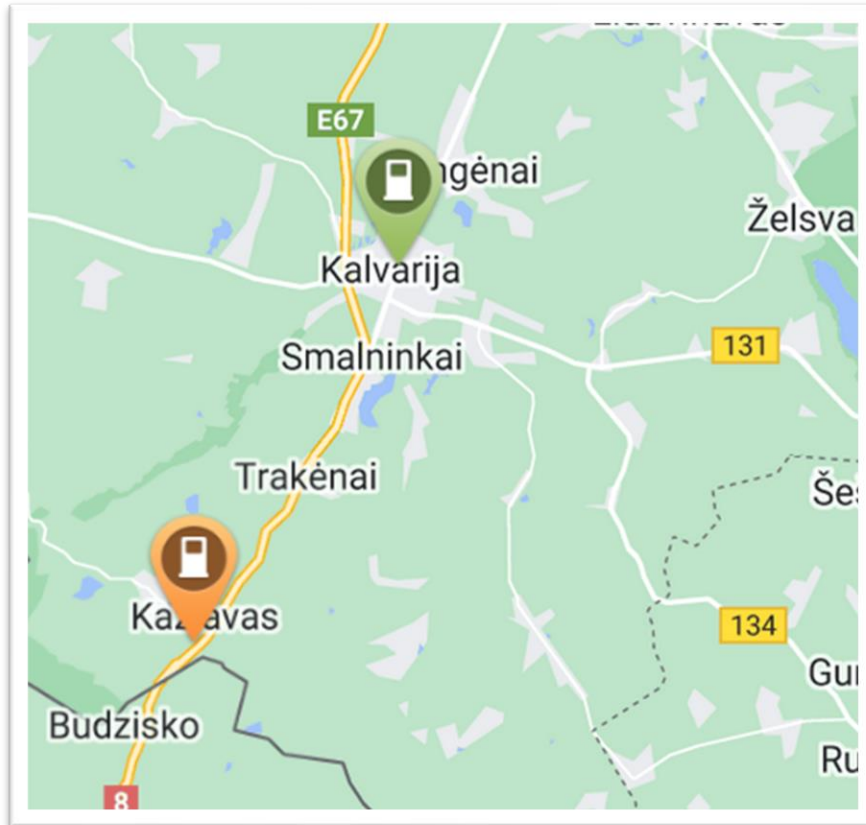 E67
Kalvarija
Želsva
Smalninkai
131
Trakėnai
134
Budzisko
8